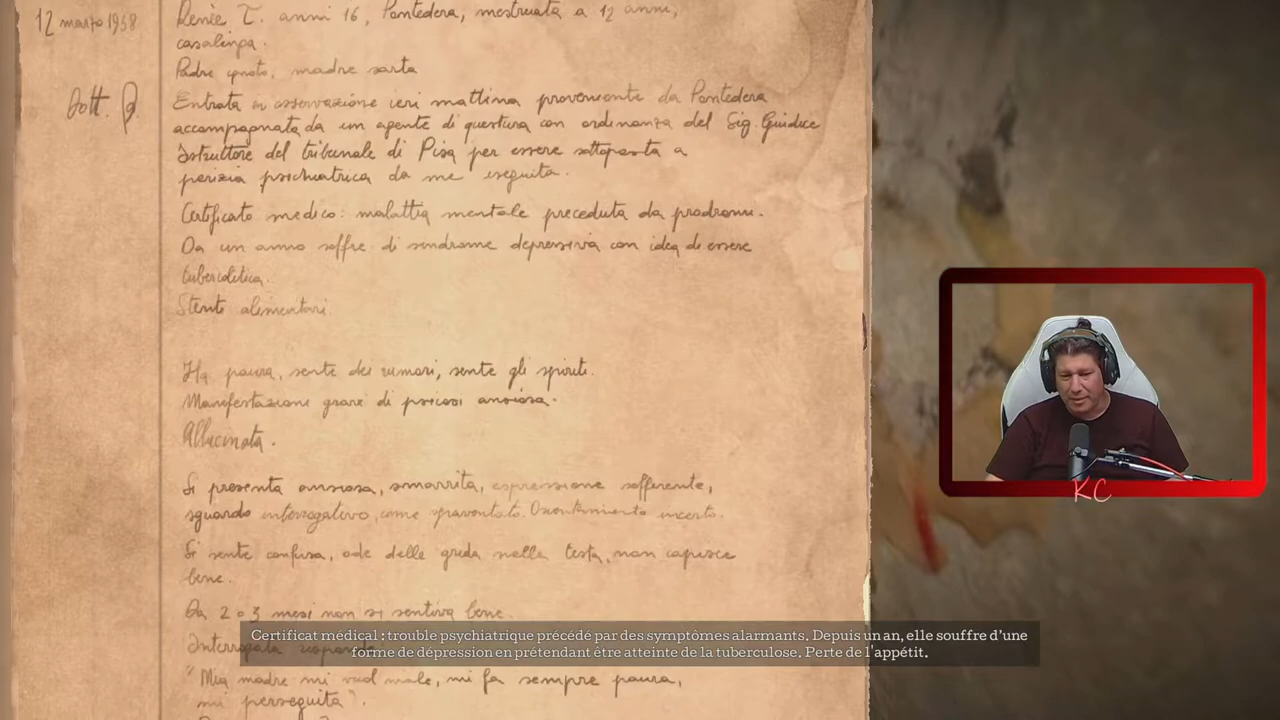 12 marzo 1938
Renèe T. anni 16, Pontedera, mestruata a 12 anni,
casalinga.
Padre ignoto, madre sarta
Dott.
Entrata in osservazione ieri mattina proveniente da Pontedera
accompagnata da un agente di questura con ordinanza del Sig. Giudice
Istruttore del tribunale di Pisa per essere sottoposta a
perizia psichiatrica da me eseguita.
Certificato medico: malattia mentale preceduta da prodromi.
Da un anno soffre di sindrome depressiva con idea di essere
tubercolitica.
Stenti alimentari.
Ha paura, sente dei rumori, sente gli spiriti.
Manifestazione grave di psicosi ansiosa.
Allucinata.
Si presenta ansiosa, smarrita, espressione sofferente,
sguardo interrogativo, come spaventato. Orientamento incerto.
Si sente confusa, ode delle grida nella testa, non capisce
bene.
Da 2 o 3 mesi non si sentiva bene.
Interrogata
Certificat médical : trouble psychiatrique précédé par des symptômes alarmants. Depuis un an, elle souffre d'une
forme de dépression en prétendant être atteinte de la tuberculose. Perte de l'appétit.
"Mia madre mi vuol male, mi fa sempre paura,
mi perseguita".
KC